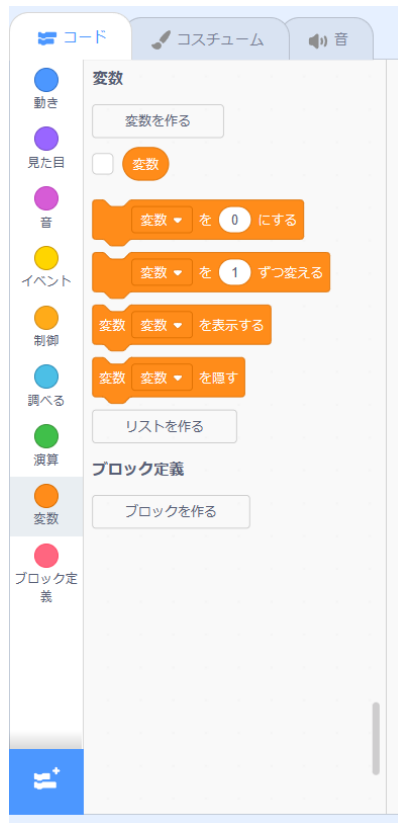 コード
コスチューム
音
動き
見た目
音
イベント
制御
調べる
演算
変数
ブロック定
義
変数
変数を作る
変数
変数 を 0 にする
変数 を 1 ずつ変える
変数 変数 を表示する
変数 変数 を隠す
リストを作る
ブロック定義
ブロックを作る